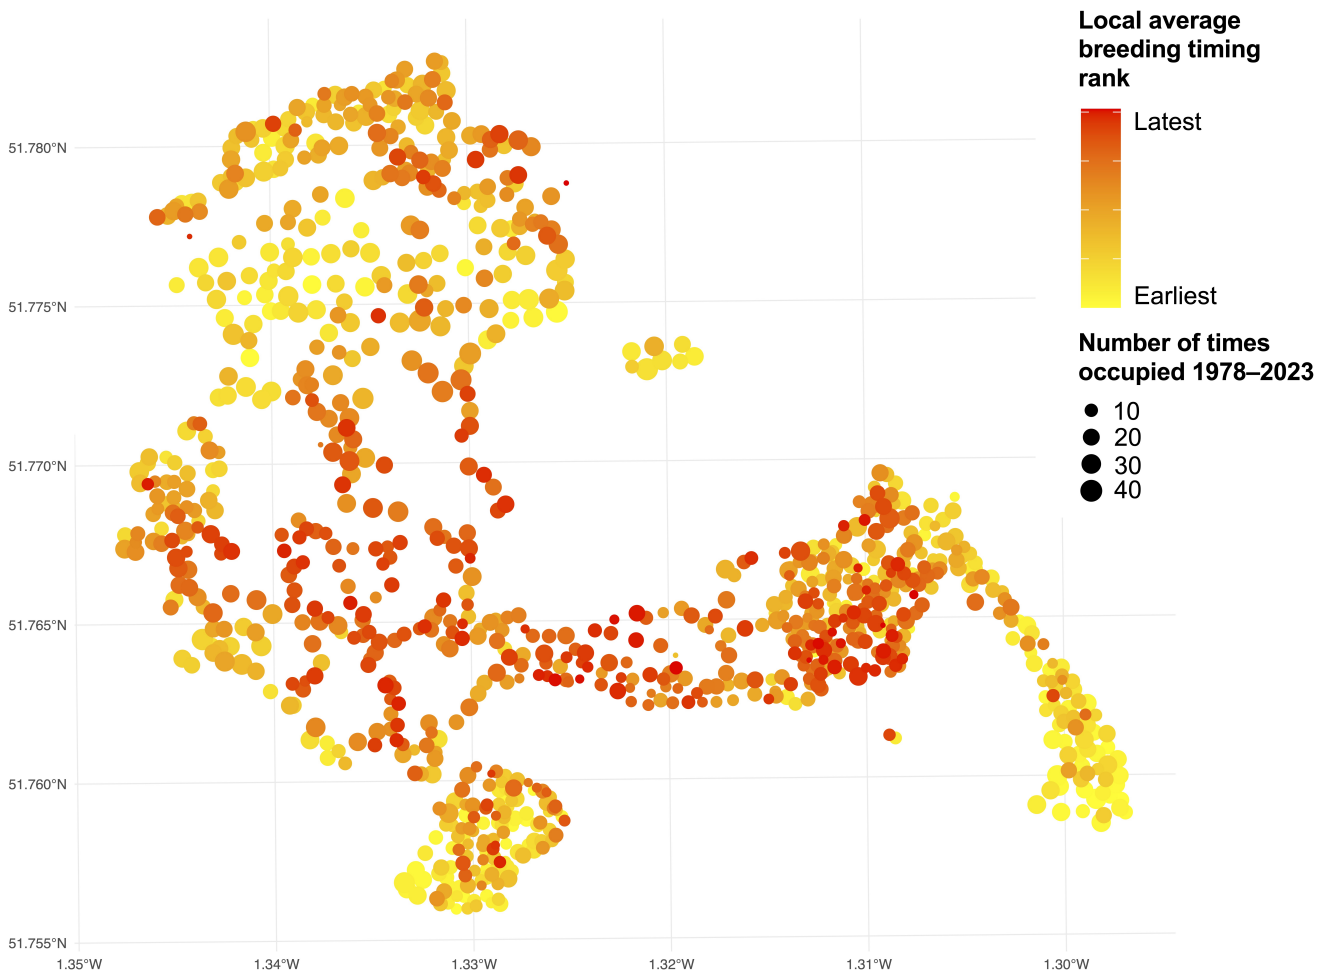 Local average
breeding timing
rank
Latest
Earliest
Number of times
occupied 1978–2023
10
20
30
40
51.780°N
51.775°N
51.770°N
51.765°N
51.760°N
51.755°N
1.35°W
1.34°W
1.33°W
1.32°W
1.31°W
1.30°W